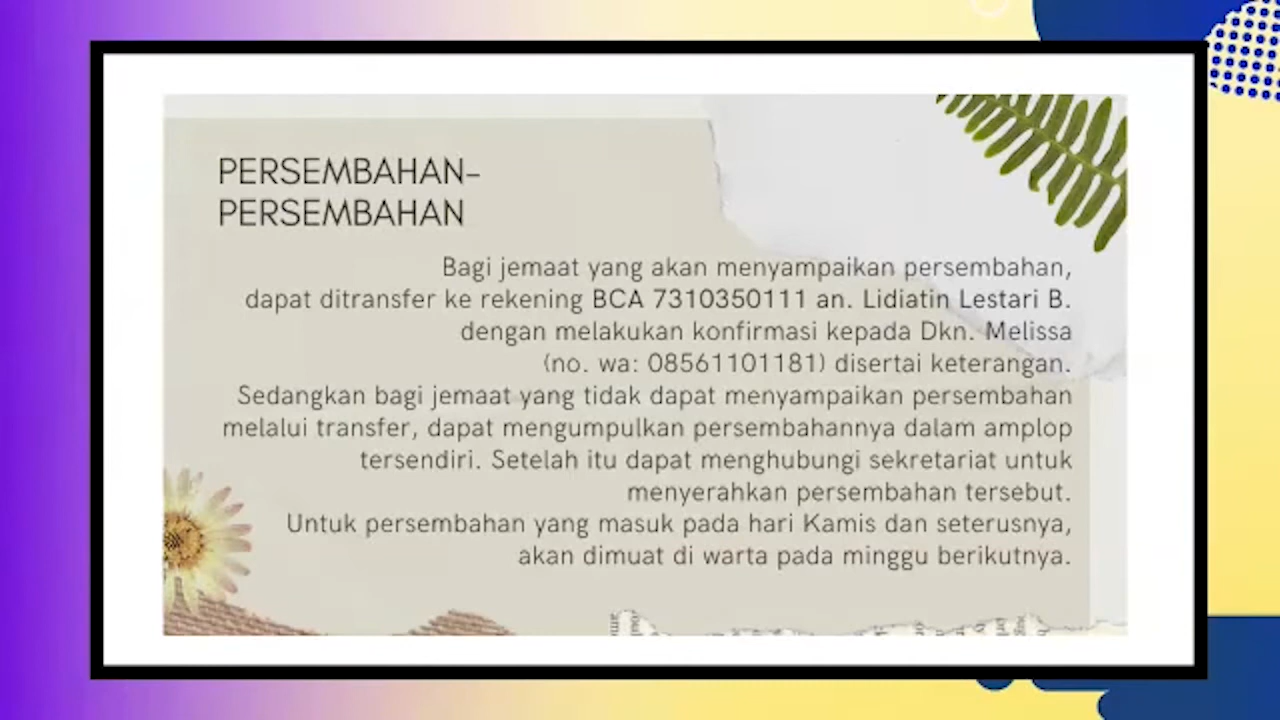 PERSEMBAHAN-
PERSEMBAHAN
Bagi jemaat yang akan menyampaikan persembahan,
dapat ditransfer ke rekening BCA 7310350111 an. Lidiatin Lestari B.
dengan melakukan konfirmasi kepada Dkn. Melissa
(no. wa: 08561101181) disertai keterangan.
Sedangkan bagi jemaat yang tidak dapat menyampaikan persembahan
melalui transfer, dapat mengumpulkan persembahannya dalam amplop
tersendiri. Setelah itu dapat menghubungi sekretariat untuk
menyerahkan persembahan tersebut.
Untuk persembahan yang masuk pada hari Kamis dan seterusnya,
akan dimuat di warta pada minggu berikutnya.